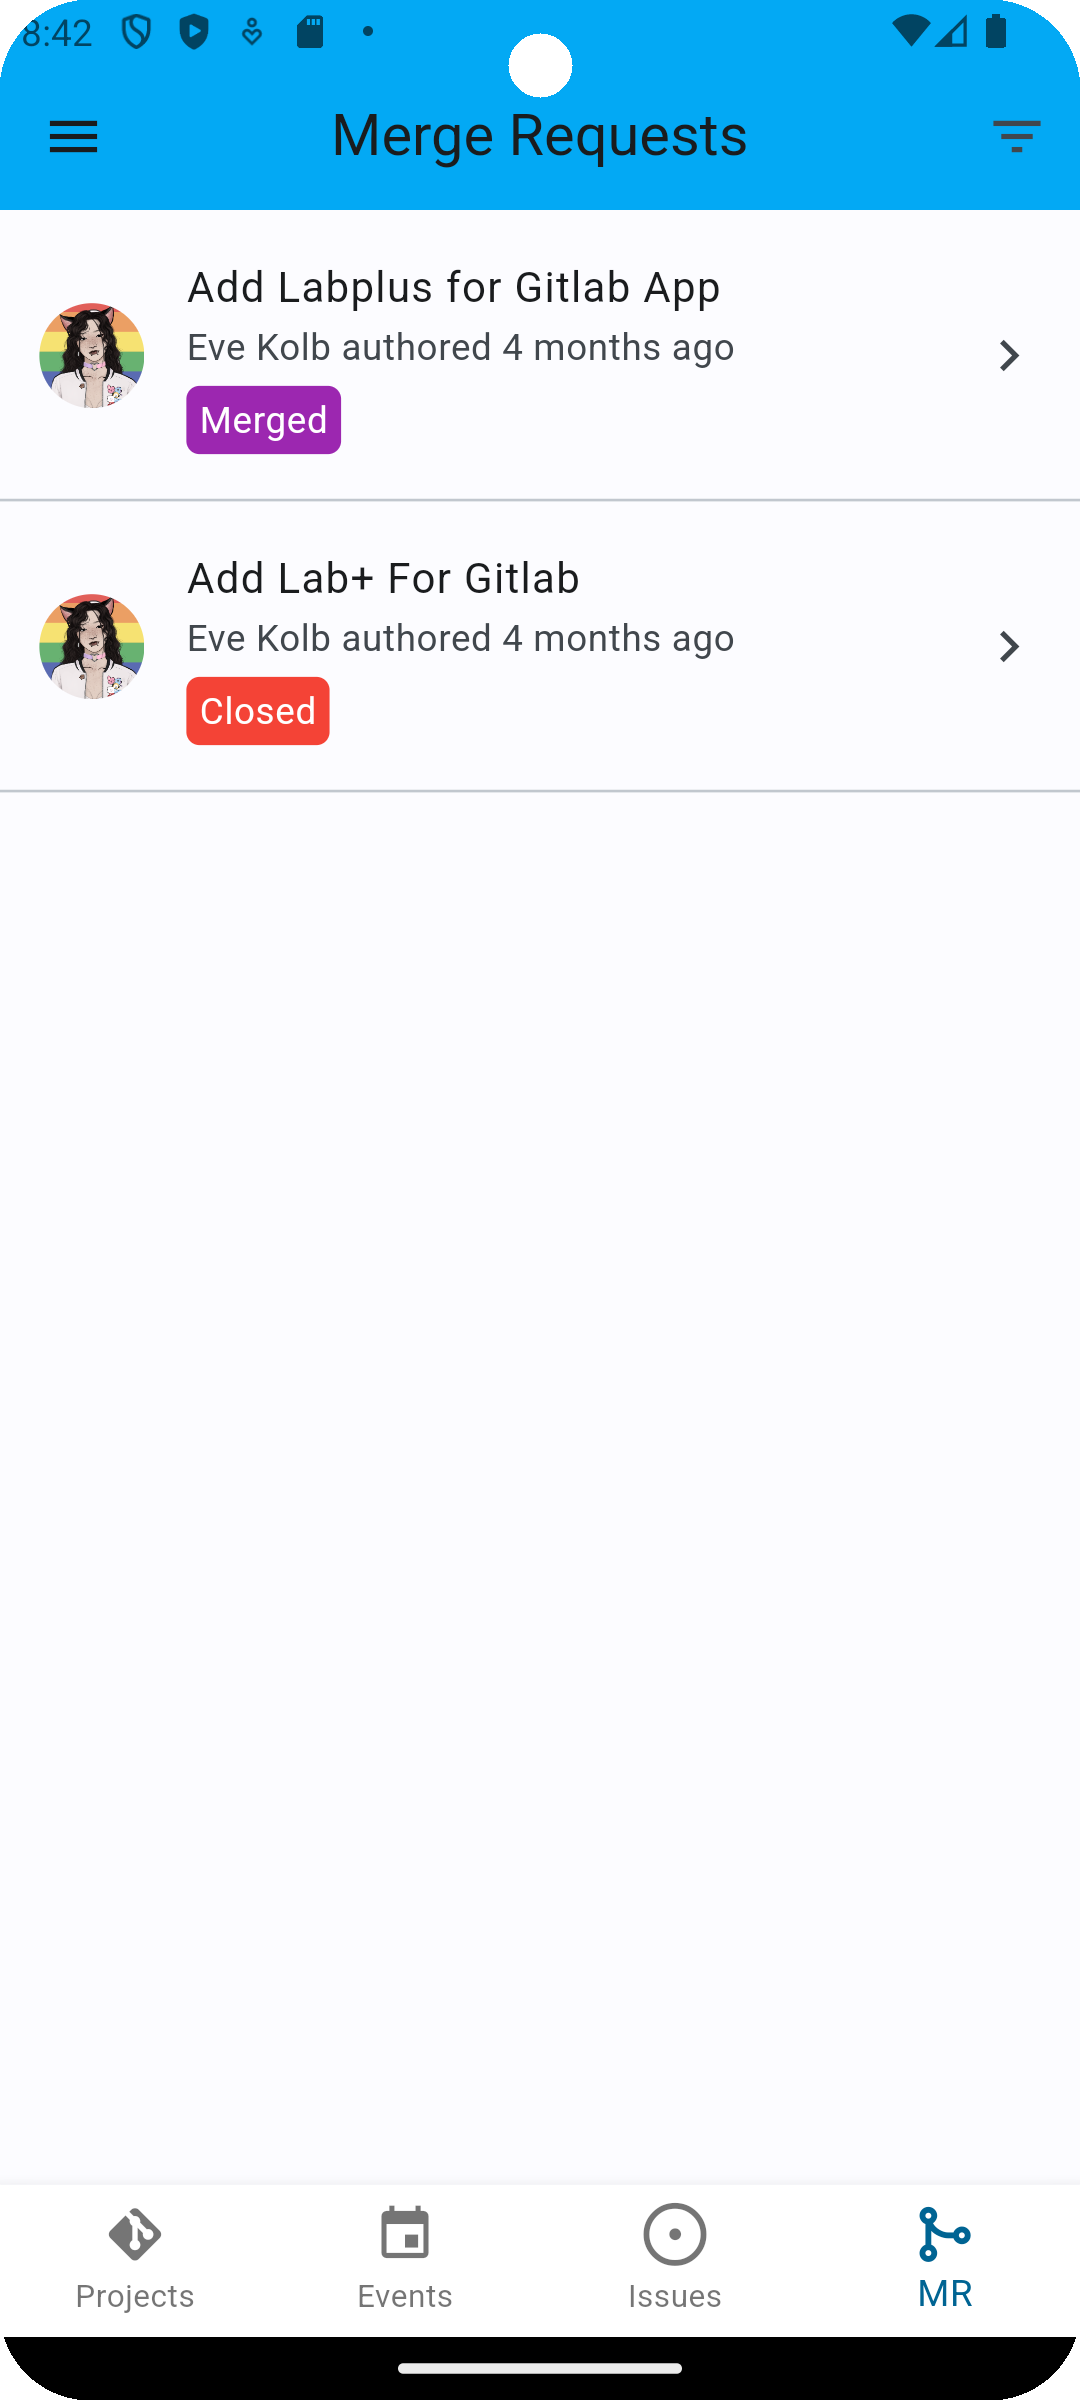 8:42
Merge Requests
Add Labplus for Gitlab App
Eve Kolb authored 4 months ago
Merged
Add Lab+ For Gitlab
Eve Kolb authored 4 months ago
Closed
Projects
Events
Issues
MR